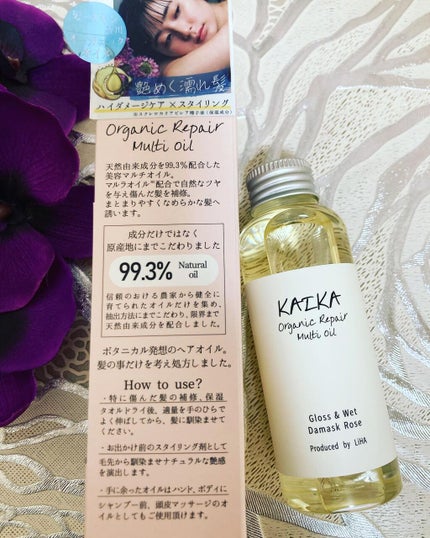 艶めく濡れ髪
ハイダメージケア×スタイリング
Organic Repair
Multi Oil
天然由来成分を99.3%配合した
美容マルチオイル。
マルラオイル配合で自然なツヤ
を与え傷んだ髪を補修。
まとまりやすくなめらかな髪へ
誘います。
成分だけではなく
原産地にまでこだわりました
99.3% Natural
oil
信頼のおける農家から健全に
育てられたオイルだけを集め、
抽出方法にまでこだわり、限界まで
天然由来成分を配合しました。
ボタニカル発想のヘアオイル。
髪の事だけを考え処方しました。
How to use?
・特に傷んだ髪の補修、保湿
タオルドライ後、適量を手のひらで
よく伸ばしてから、髪に馴染ませて
ください。
・お出かけ前のスタイリング剤として
毛先から馴染ませナチュラルな艶感
を演出します。
・手に余ったオイルはハンド、ボディに
シャンプー前、頭皮マッサージのオ
イルとしてもご使用頂けます。
KAIKA
Organic Repair
Multi Oil
Gloss & Wet
Damask Rose
Produced by LiHA